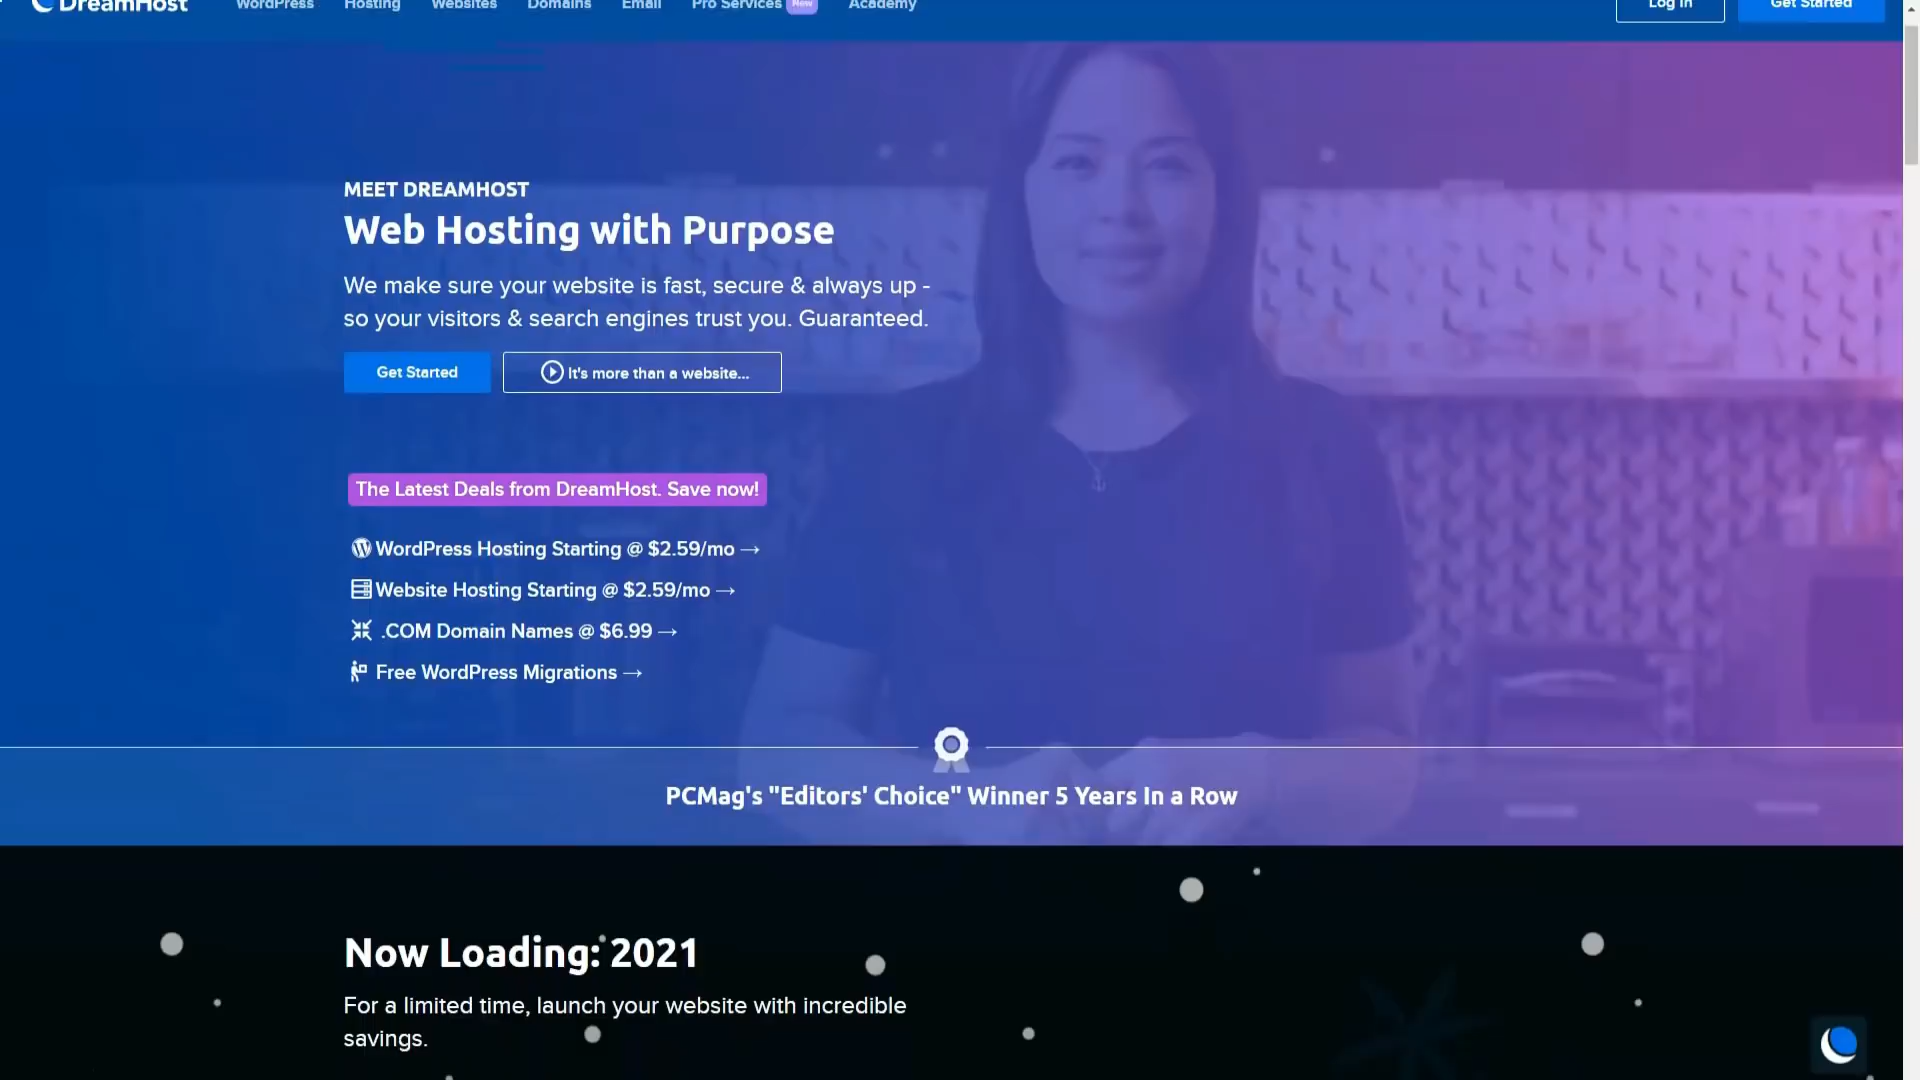 DreamHost
WordPress Hosting Websites Domains Email Pro Services New Academy
Log In Get Started
MEET DREAMHOST
Web Hosting with Purpose
We make sure your website is fast, secure & always up -
so your visitors & search engines trust you. Guaranteed.
Get Started It's more than a website...
The Latest Deals from DreamHost. Save now!
WordPress Hosting Starting @ $2.59/mo →
Website Hosting Starting @ $2.59/mo →
.COM Domain Names @ $6.99 →
Free WordPress Migrations →
PCMag's "Editors' Choice" Winner 5 Years In a Row
Now Loading: 2021
For a limited time, launch your website with incredible
savings.